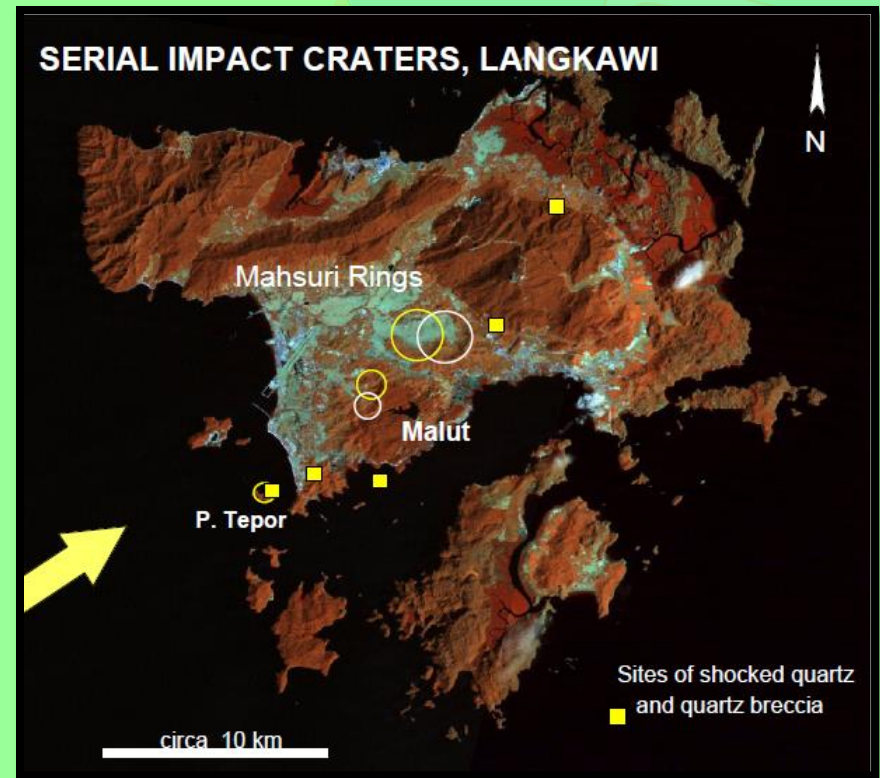 SERIAL IMPACT CRATERS, LANGKAWI
N
Mahsuri Rings
Malut
P. Tepor
Sites of shocked quartz
and quartz breccia
circa 10 km